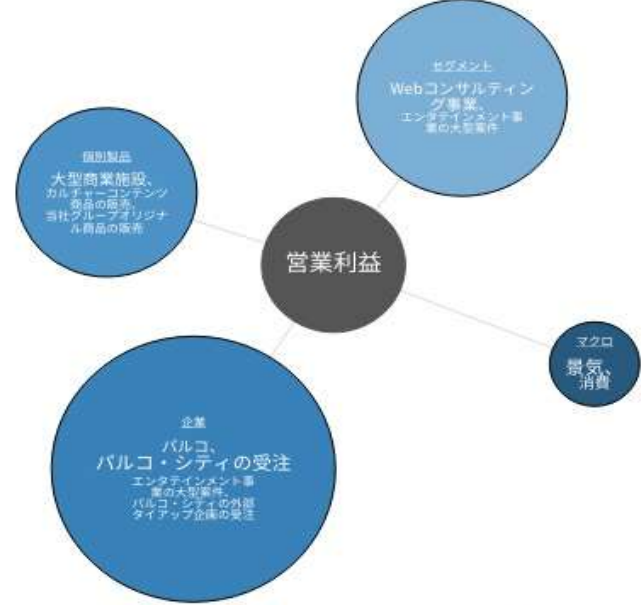 セグメント
Webコンサルティン
グ事業、
エンタテインメント事
業の大型案件
個別製品
大型商業施設、
カルチャーコンテンツ
商品の販売、
当社グループオリジナ
ル商品の販売
営業利益
マクロ
景気、
消費
企業
パルコ、
パルコ・シティの受注
エンタテインメント事
業の大型案件、
パルコ・シティの外部
タイアップ企画の受注